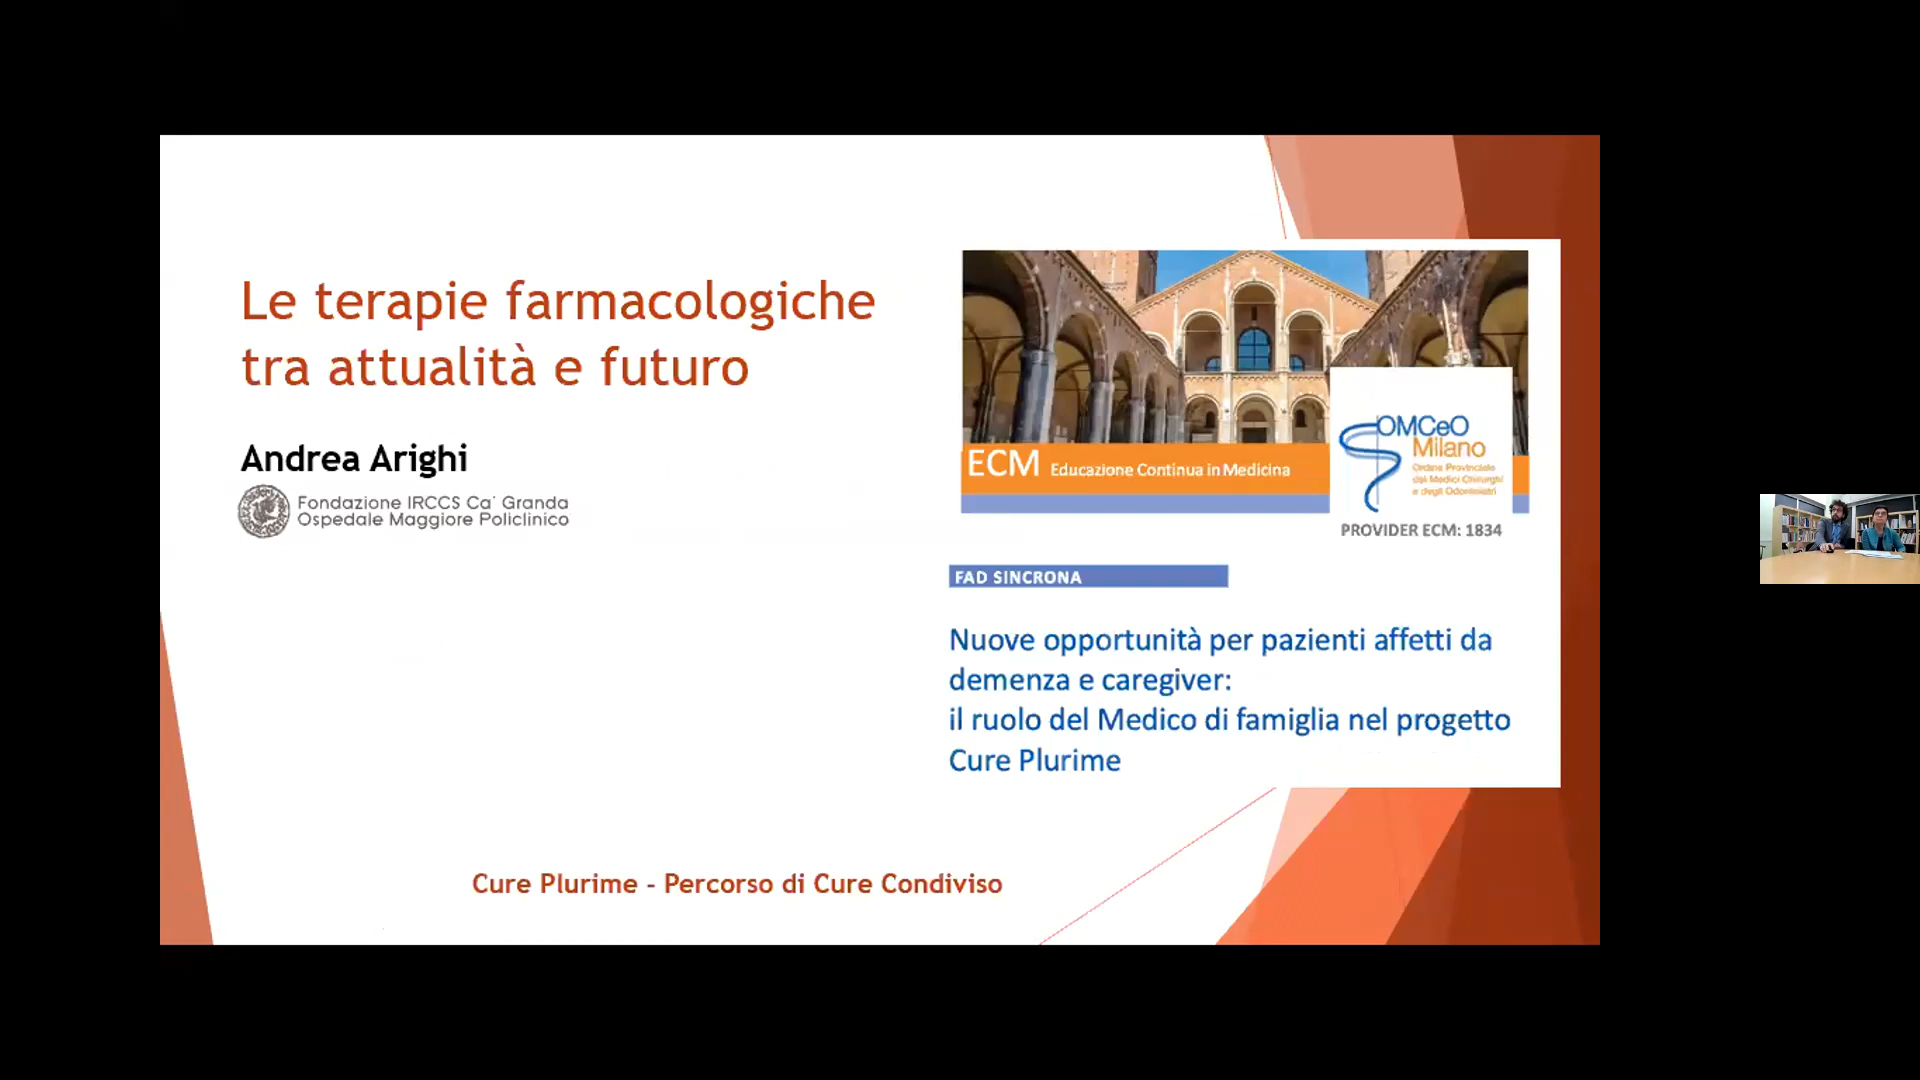 Le terapie farmacologiche
tra attualità e futuro
Andrea Arighi
Fondazione IRCCS Ca' Granda
Ospedale Maggiore Policlinico
ECM Educazione Continua in Medicina
OMCeO
Milano
Ordine Provinciale
dei Medici Chirurghi
e degli Odontoiatri
PROVIDER ECM: 1834
FAD SINCRONA
Nuove opportunità per pazienti affetti da
demenza e caregiver:
il ruolo del Medico di famiglia nel progetto
Cure Plurime
Cure Plurime - Percorso di Cure Condiviso